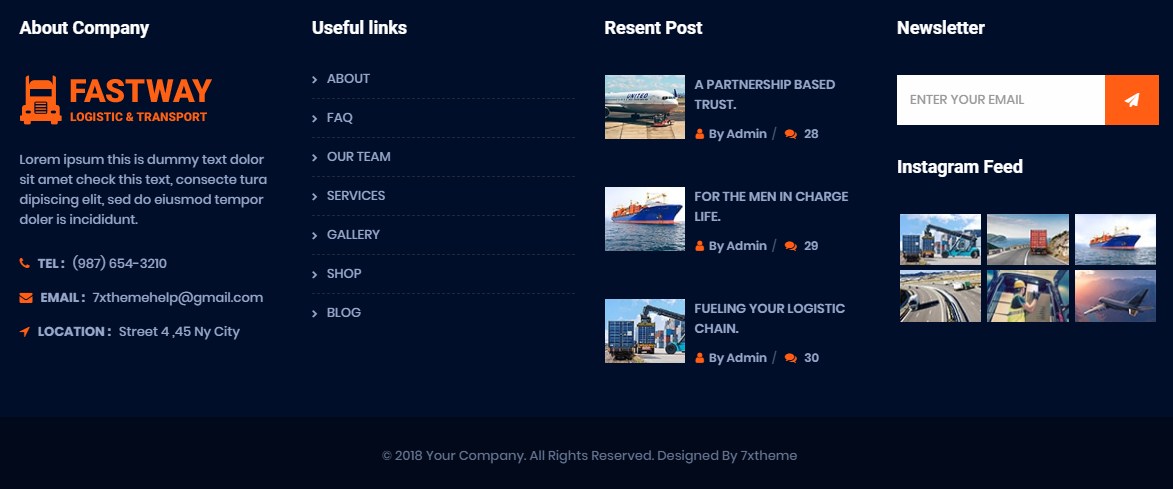 About Company
FASTWAY
LOGISTIC & TRANSPORT
Lorem ipsum this is dummy text dolor
sit amet check this text, consecte tura
dipiscing elit, sed do eiusmod tempor
doler is incididunt.
TEL : (987) 654-3210
EMAIL : 7xthemehelp@gmail.com
LOCATION : Street 4 ,45 Ny City
Useful links
ABOUT
FAQ
OUR TEAM
SERVICES
GALLERY
SHOP
BLOG
Recent Post
UNITED
A PARTNERSHIP BASED
TRUST.
By Admin / 28
FOR THE MEN IN CHARGE
LIFE.
By Admin / 29
FUELING YOUR LOGISTIC
CHAIN.
By Admin / 30
Newsletter
ENTER YOUR EMAIL
Instagram Feed
© 2018 Your Company. All Rights Reserved. Designed By 7xtheme